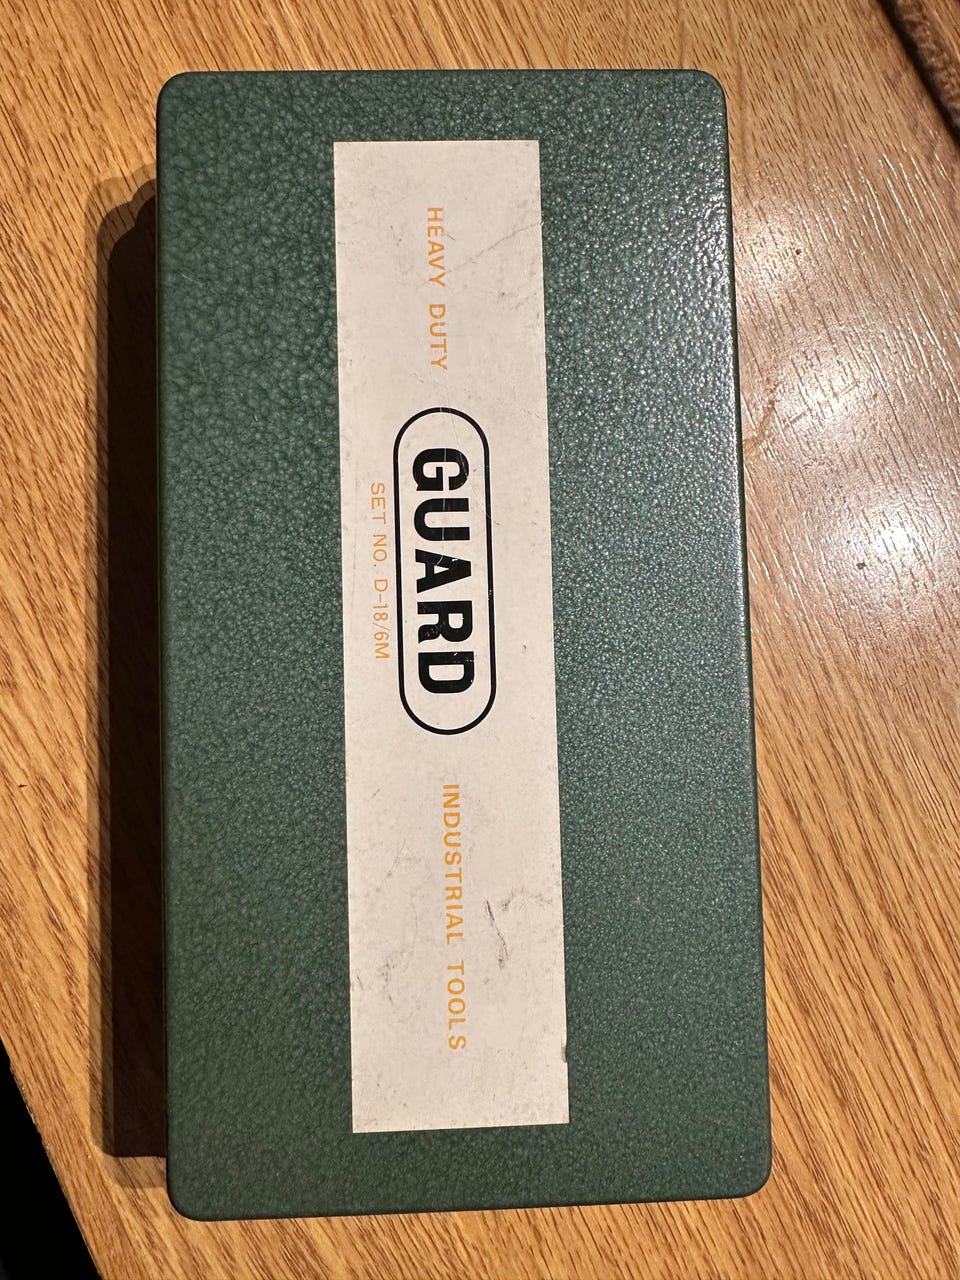 HEAVY DUTY
GUARD
INDUSTRIAL TOOLS
SET NO. D-18/6M